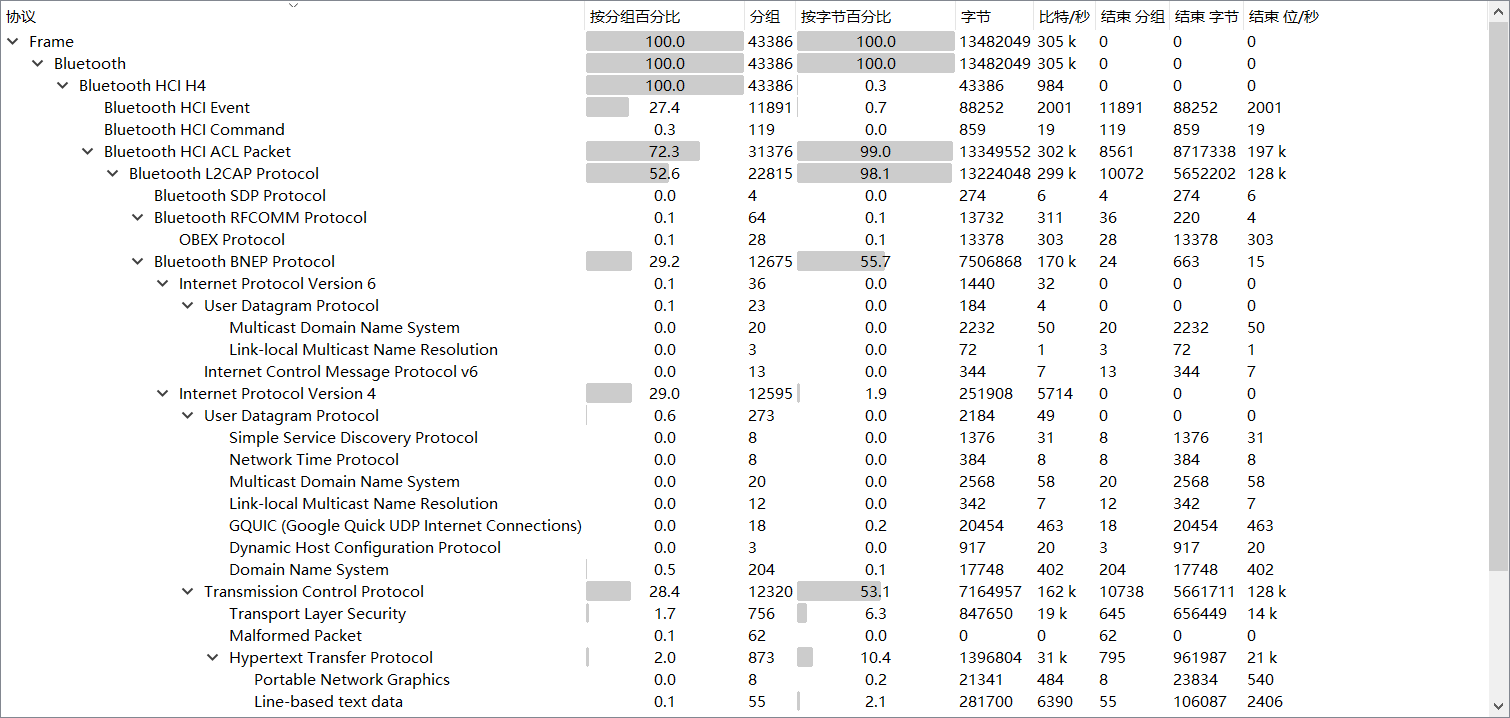 协议 按分组百分比 分组 按字节百分比 字节 比特/秒 结束 分组 结束 字节 结束 位/秒
Frame 100.0 43386 100.0 13482049 305 k 0 0 0
Bluetooth 100.0 43386 100.0 13482049 305 k 0 0 0
Bluetooth HCI H4 100.0 43386 0.3 43386 984 0 0 0
Bluetooth HCI Event 27.4 11891 0.7 88252 2001 11891 88252 2001
Bluetooth HCI Command 0.3 119 0.0 859 19 119 859 19
Bluetooth HCI ACL Packet 72.3 31376 99.0 13349552 302 k 8561 8717338 197 k
Bluetooth L2CAP Protocol 52.6 22815 98.1 13224048 299 k 10072 5652202 128 k
Bluetooth SDP Protocol 0.0 4 0.0 274 6 4 274 6
Bluetooth RFCOMM Protocol 0.1 64 0.1 13732 311 36 220 4
OBEX Protocol 0.1 28 0.1 13378 303 28 13378 303
Bluetooth BNEP Protocol 29.2 12675 55.7 7506868 170 k 24 663 15
Internet Protocol Version 6 0.1 36 0.0 1440 32 0 0 0
User Datagram Protocol 0.1 23 0.0 184 4 0 0 0
Multicast Domain Name System 0.0 20 0.0 2232 50 20 2232 50
Link-local Multicast Name Resolution 0.0 3 0.0 72 1 3 72 1
Internet Control Message Protocol v6 0.0 13 0.0 344 7 13 344 7
Internet Protocol Version 4 29.0 12595 1.9 251908 5714 0 0 0
User Datagram Protocol 0.6 273 0.0 2184 49 0 0 0
Simple Service Discovery Protocol 0.0 8 0.0 1376 31 8 1376 31
Network Time Protocol 0.0 8 0.0 384 8 8 384 8
Multicast Domain Name System 0.0 20 0.0 2568 58 20 2568 58
Link-local Multicast Name Resolution 0.0 12 0.0 342 7 12 342 7
GQUIC (Google Quick UDP Internet Connections) 0.0 18 0.2 20454 463 18 20454 463
Dynamic Host Configuration Protocol 0.0 3 0.0 917 20 3 917 20
Domain Name System 0.5 204 0.1 17748 402 204 17748 402
Transmission Control Protocol 28.4 12320 53.1 7164957 162 k 10738 5661711 128 k
Transport Layer Security 1.7 756 6.3 847650 19 k 645 656449 14 k
Malformed Packet 0.1 62 0.0 0 0 62 0 0
Hypertext Transfer Protocol 2.0 873 10.4 1396804 31 k 795 961987 21 k
Portable Network Graphics 0.0 8 0.2 21341 484 8 23834 540
Line-based text data 0.1 55 2.1 281700 6390 55 106087 2406